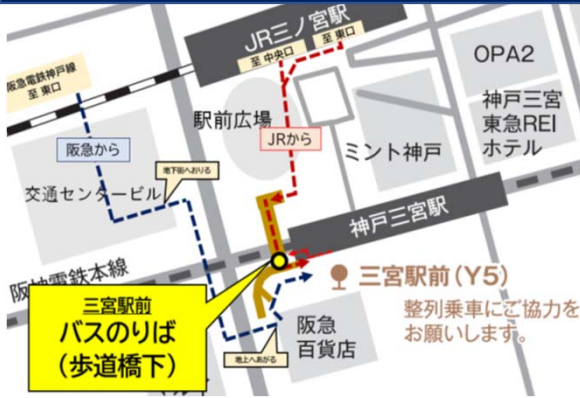 JR三ノ宮駅
至 中央口
至 東口
阪急電鉄神戸線
至 東口
OPA2
神戸三宮
東急REI
ホテル
駅前広場
阪急から
JRから
ミント神戸
地下街へおりる
交通センタービル
神戸三宮駅
阪神電鉄本線
三宮駅前(Y5)
整列乗車にご協力を
お願いします。
三宮駅前
バスのりば
(歩道橋下)
阪急
百貨店
地上へあがる